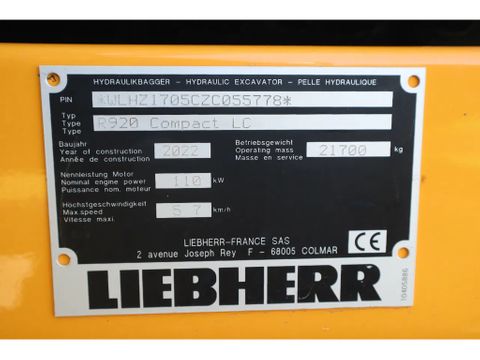 HYDRAULIKBAGGER – HYDRAULIC EXCAVATOR – PELLE HYDRAULIQUE
PIN *WLHZ1705CZC055778*
Typ
Type R920 Compact LC
Type
Baujahr Betriebsgewicht
Year of construction 2022 Operating mass 21700 kg
Année de construction Masse en service
Nennleistung Motor
Nominal engine power 110 kW
Puissance nom. moteur
Höchstgeschwindigkeit
Max.speed 5 7 km/h
Vitesse maxi.
LIEBHERR-FRANCE SAS
2 avenue Joseph Rey F - 68005 COLMAR
CE
LIEBHERR
10405886